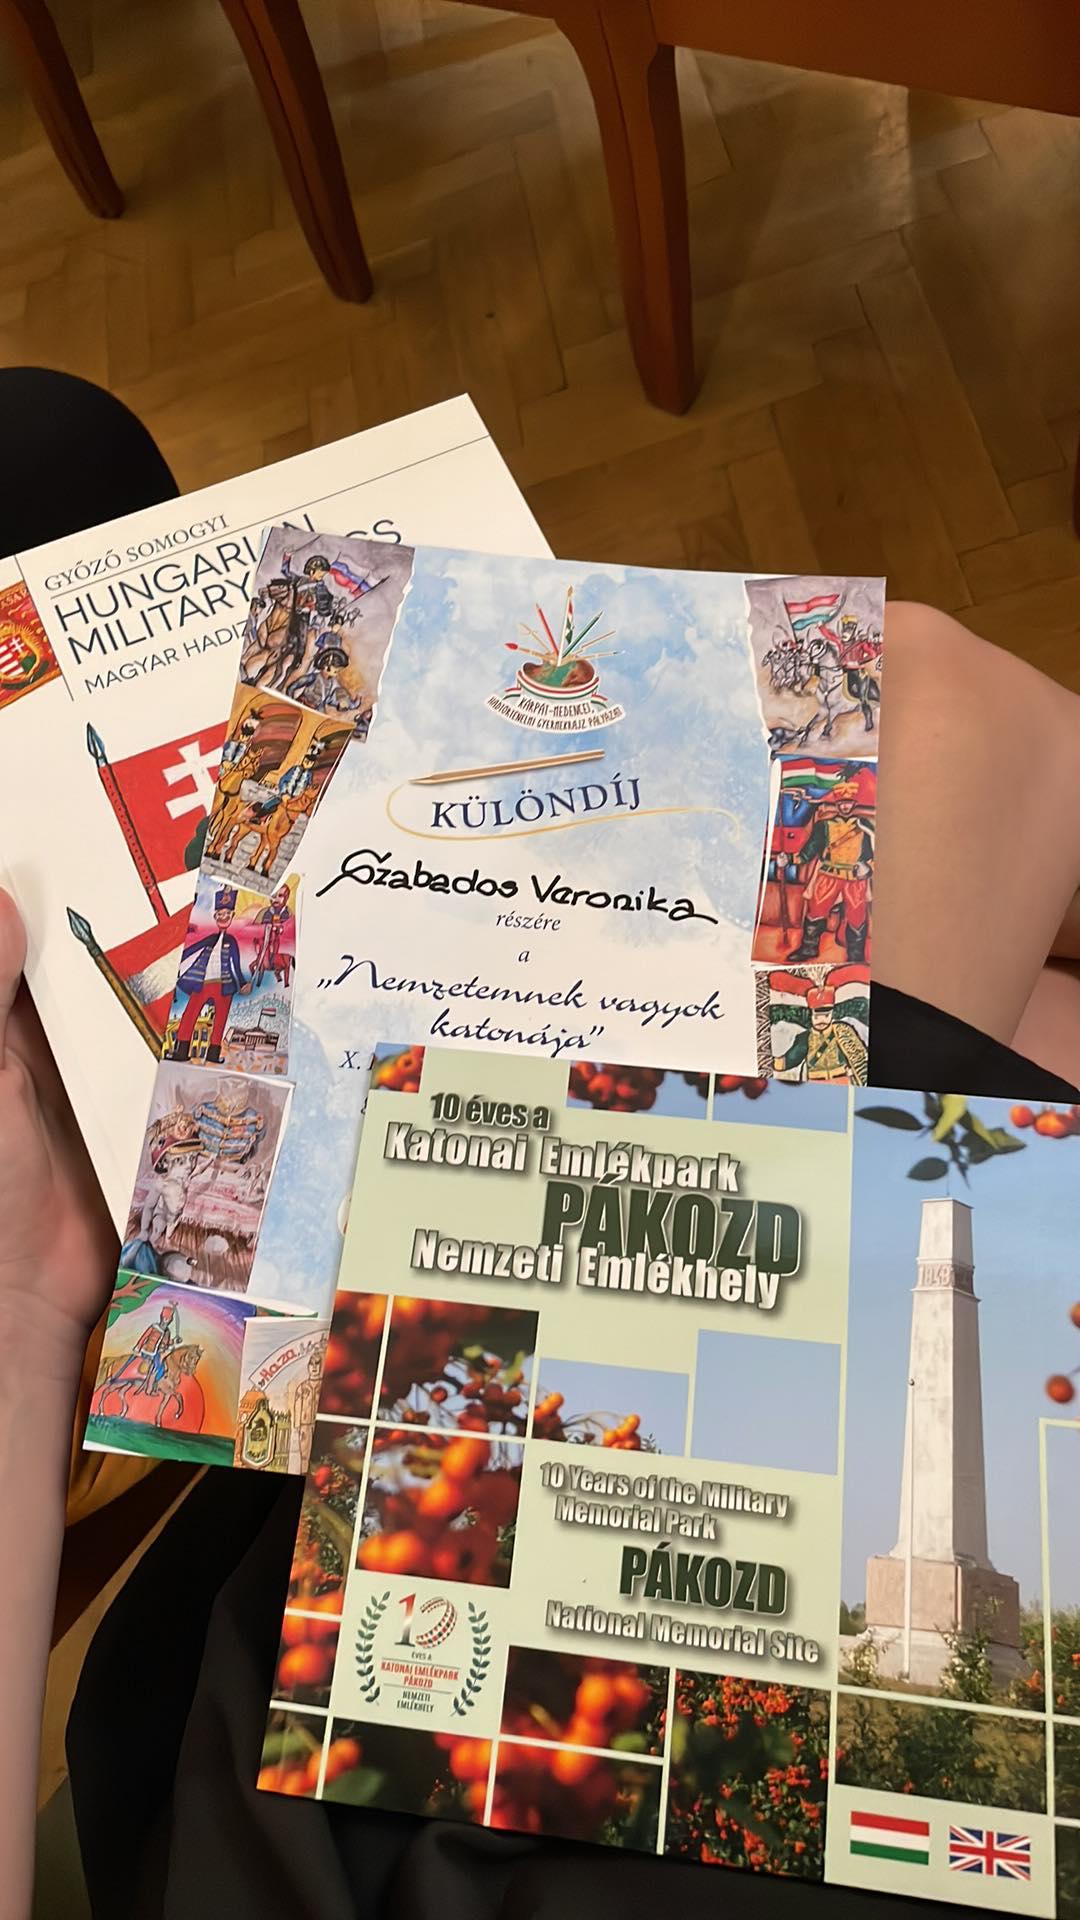 GYŐZŐ SOMOGYI
HUNGARIAN
MILITARY
MAGYAR
KÁRPÁT-MEDENCEI,
HADTÖRTÉNELMI GYERMEKRAJZ PÁLYÁZAT
KÜLÖNDÍJ
Szabados Veronika
részére
a
„Nemzetemnek vagyok
katonája”
X.
10 éves a
Katonai Emlékpark
PÁKOZD
Nemzeti Emlékhely
1848
10 Years of the Military
Memorial Park
PÁKOZD
National Memorial Site
10
ÉVES A
KATONAI EMLÉKPARK
PÁKOZD
NEMZETI
EMLÉKHELY